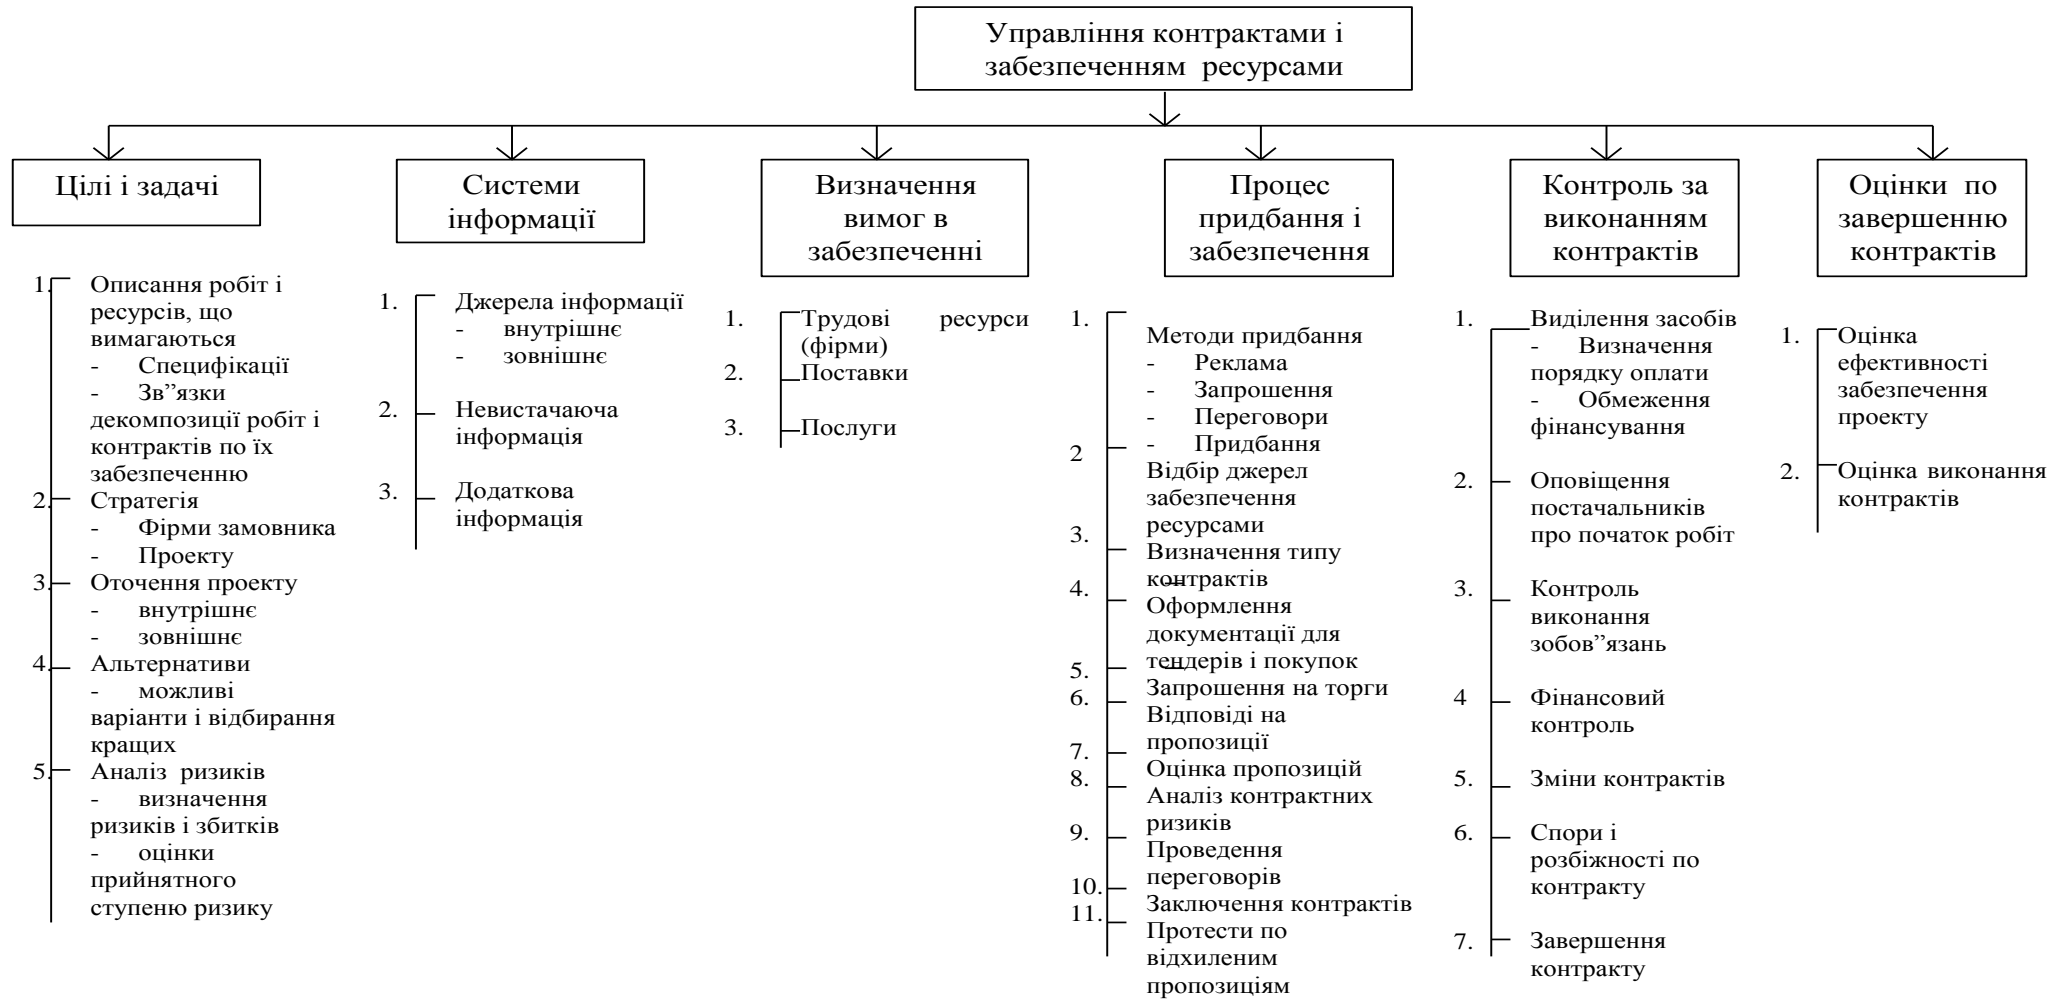 Управління контрактами і
забезпеченням ресурсами
Цілі і задачі
1. Описання робіт і
ресурсів, що
вимагаються
- Специфікації
- Зв”язки
декомпозиції робіт і
контрактів по їх
забезпеченню
2. Стратегія
- Фірми замовника
- Проекту
3. Оточення проекту
- внутрішнє
- зовнішнє
4. Альтернативи
- можливі
варіанти і відбирання
кращих
5. Аналіз ризиків
- визначення
ризиків і збитків
- оцінки
прийнятного
ступеню ризику
Системи
інформації
1. Джерела інформації
- внутрішнє
- зовнішнє
2. Невистачаюча
інформація
3. Додаткова
інформація
Визначення
вимог в
забезпеченні
1. Трудові ресурси
(фірми)
2. Поставки
3. Послуги
Процес
придбання і
забезпечення
1.
Методи придбання
- Реклама
- Запрошення
- Переговори
- Придбання
2
Відбір джерел
забезпечення
ресурсами
3.
Визначення типу
контрактів
4.
Оформлення
документації для
тендерів і покупок
5.
Запрошення на торги
6.
Відповіді на
пропозиції
7.
Оцінка пропозицій
8.
Аналіз контрактних
ризиків
9.
Проведення
переговорів
10.
Заключення контрактів
11.
Протести по
відхиленим
пропозиціям
Контроль за
виконанням
контрактів
1. Виділення засобів
- Визначення
порядку оплати
- Обмеження
фінансування
2. Оповіщення
постачальників
про початок робіт
3. Контроль
виконання
зобов”язань
4 Фінансовий
контроль
5. Зміни контрактів
6. Спори і
розбіжності по
контракту
7. Завершення
контракту
Оцінки по
завершенню
контрактів
1. Оцінка
ефективності
забезпечення
проекту
2. Оцінка виконання
контрактів